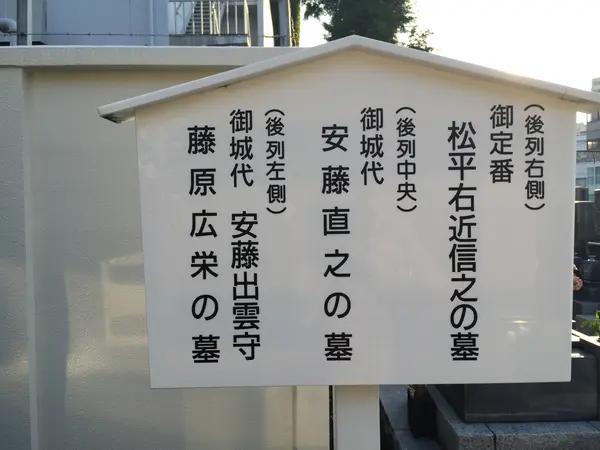 （後列右側）
御定番
松平右近信之の墓
（後列中央）
御城代
安藤直之の墓
（後列左側）
御城代 安藤出雲守
藤原広栄の墓